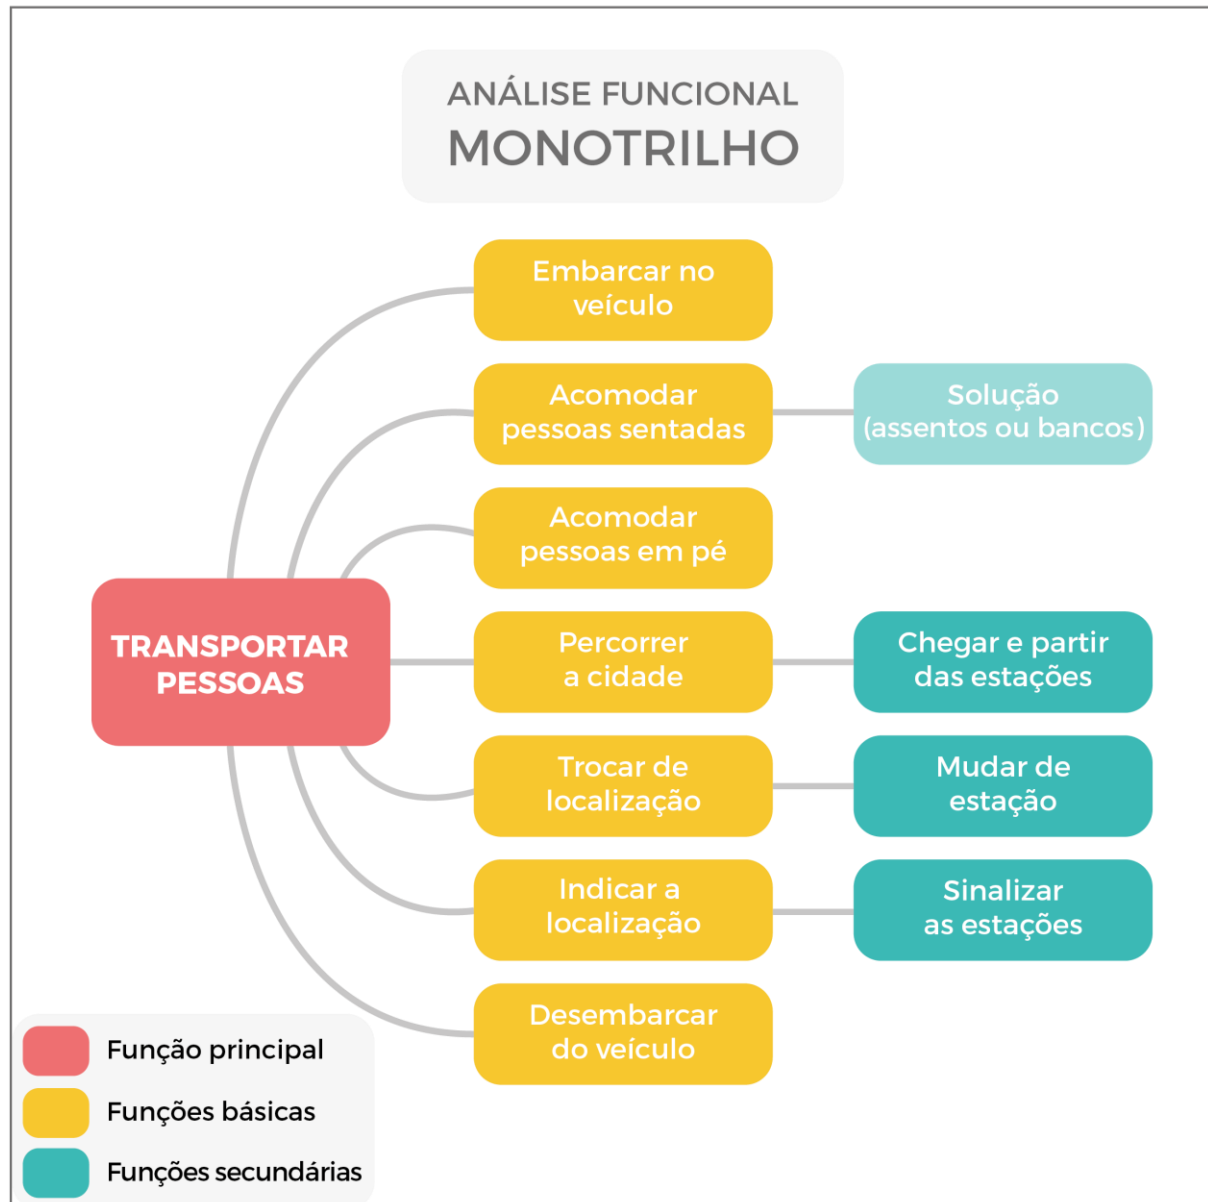 ANÁLISE FUNCIONAL
MONOTRILHO
Embarcar no
veículo
Acomodar
pessoas sentadas
Solução
(assentos ou bancos)
Acomodar
pessoas em pé
TRANSPORTAR
PESSOAS
Percorrer
a cidade
Chegar e partir
das estações
Trocar de
localização
Mudar de
estação
Indicar a
localização
Sinalizar
as estações
Desembarcar
do veículo
Função principal
Funções básicas
Funções secundárias